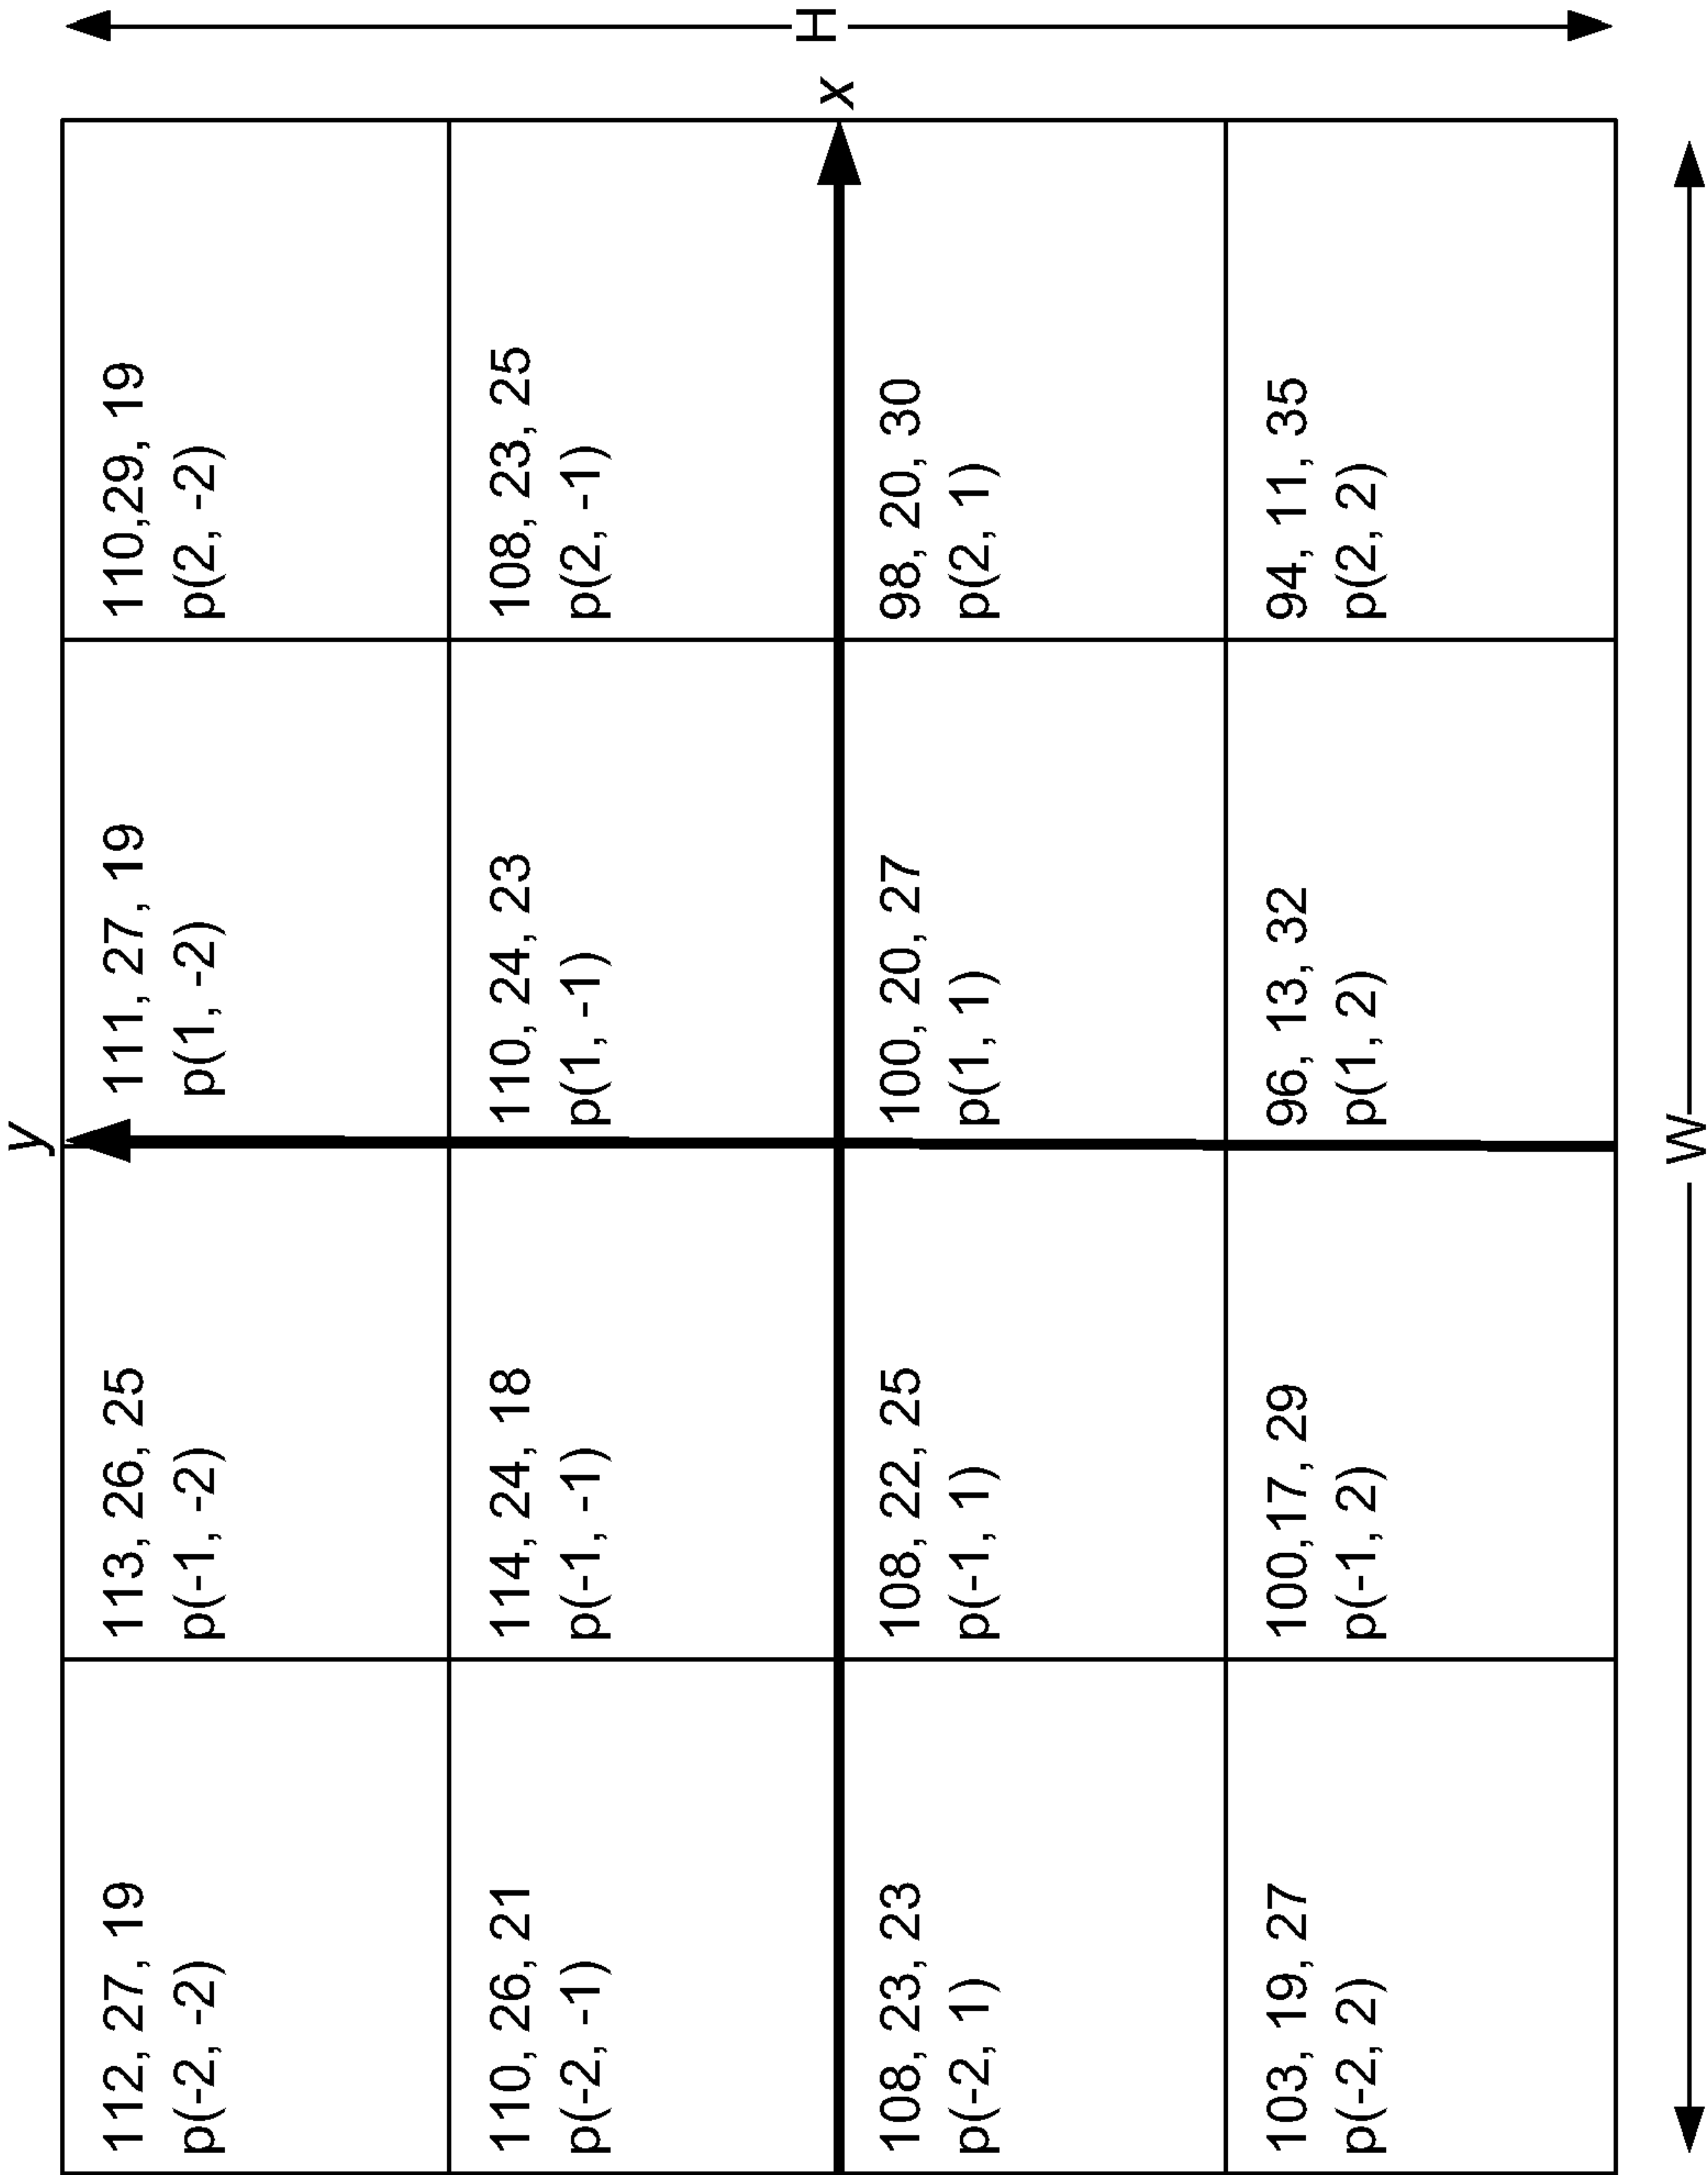 y
112, 27, 19
p(-2, -2)
113, 26, 25
p(-1, -2)
111, 27, 19
p(1, -2)
110,29, 19
p(2, -2)
110, 26, 21
p(-2, -1)
114, 24, 18
p(-1, -1)
110, 24, 23
p(1, -1)
108, 23, 25
p(2, -1)
x
H
108, 23, 23
p(-2, 1)
108, 22, 25
p(-1, 1)
100, 20, 27
p(1, 1)
98, 20, 30
p(2, 1)
103, 19, 27
p(-2, 2)
100,17, 29
p(-1, 2)
96, 13, 32
p(1, 2)
94, 11, 35
p(2, 2)
W